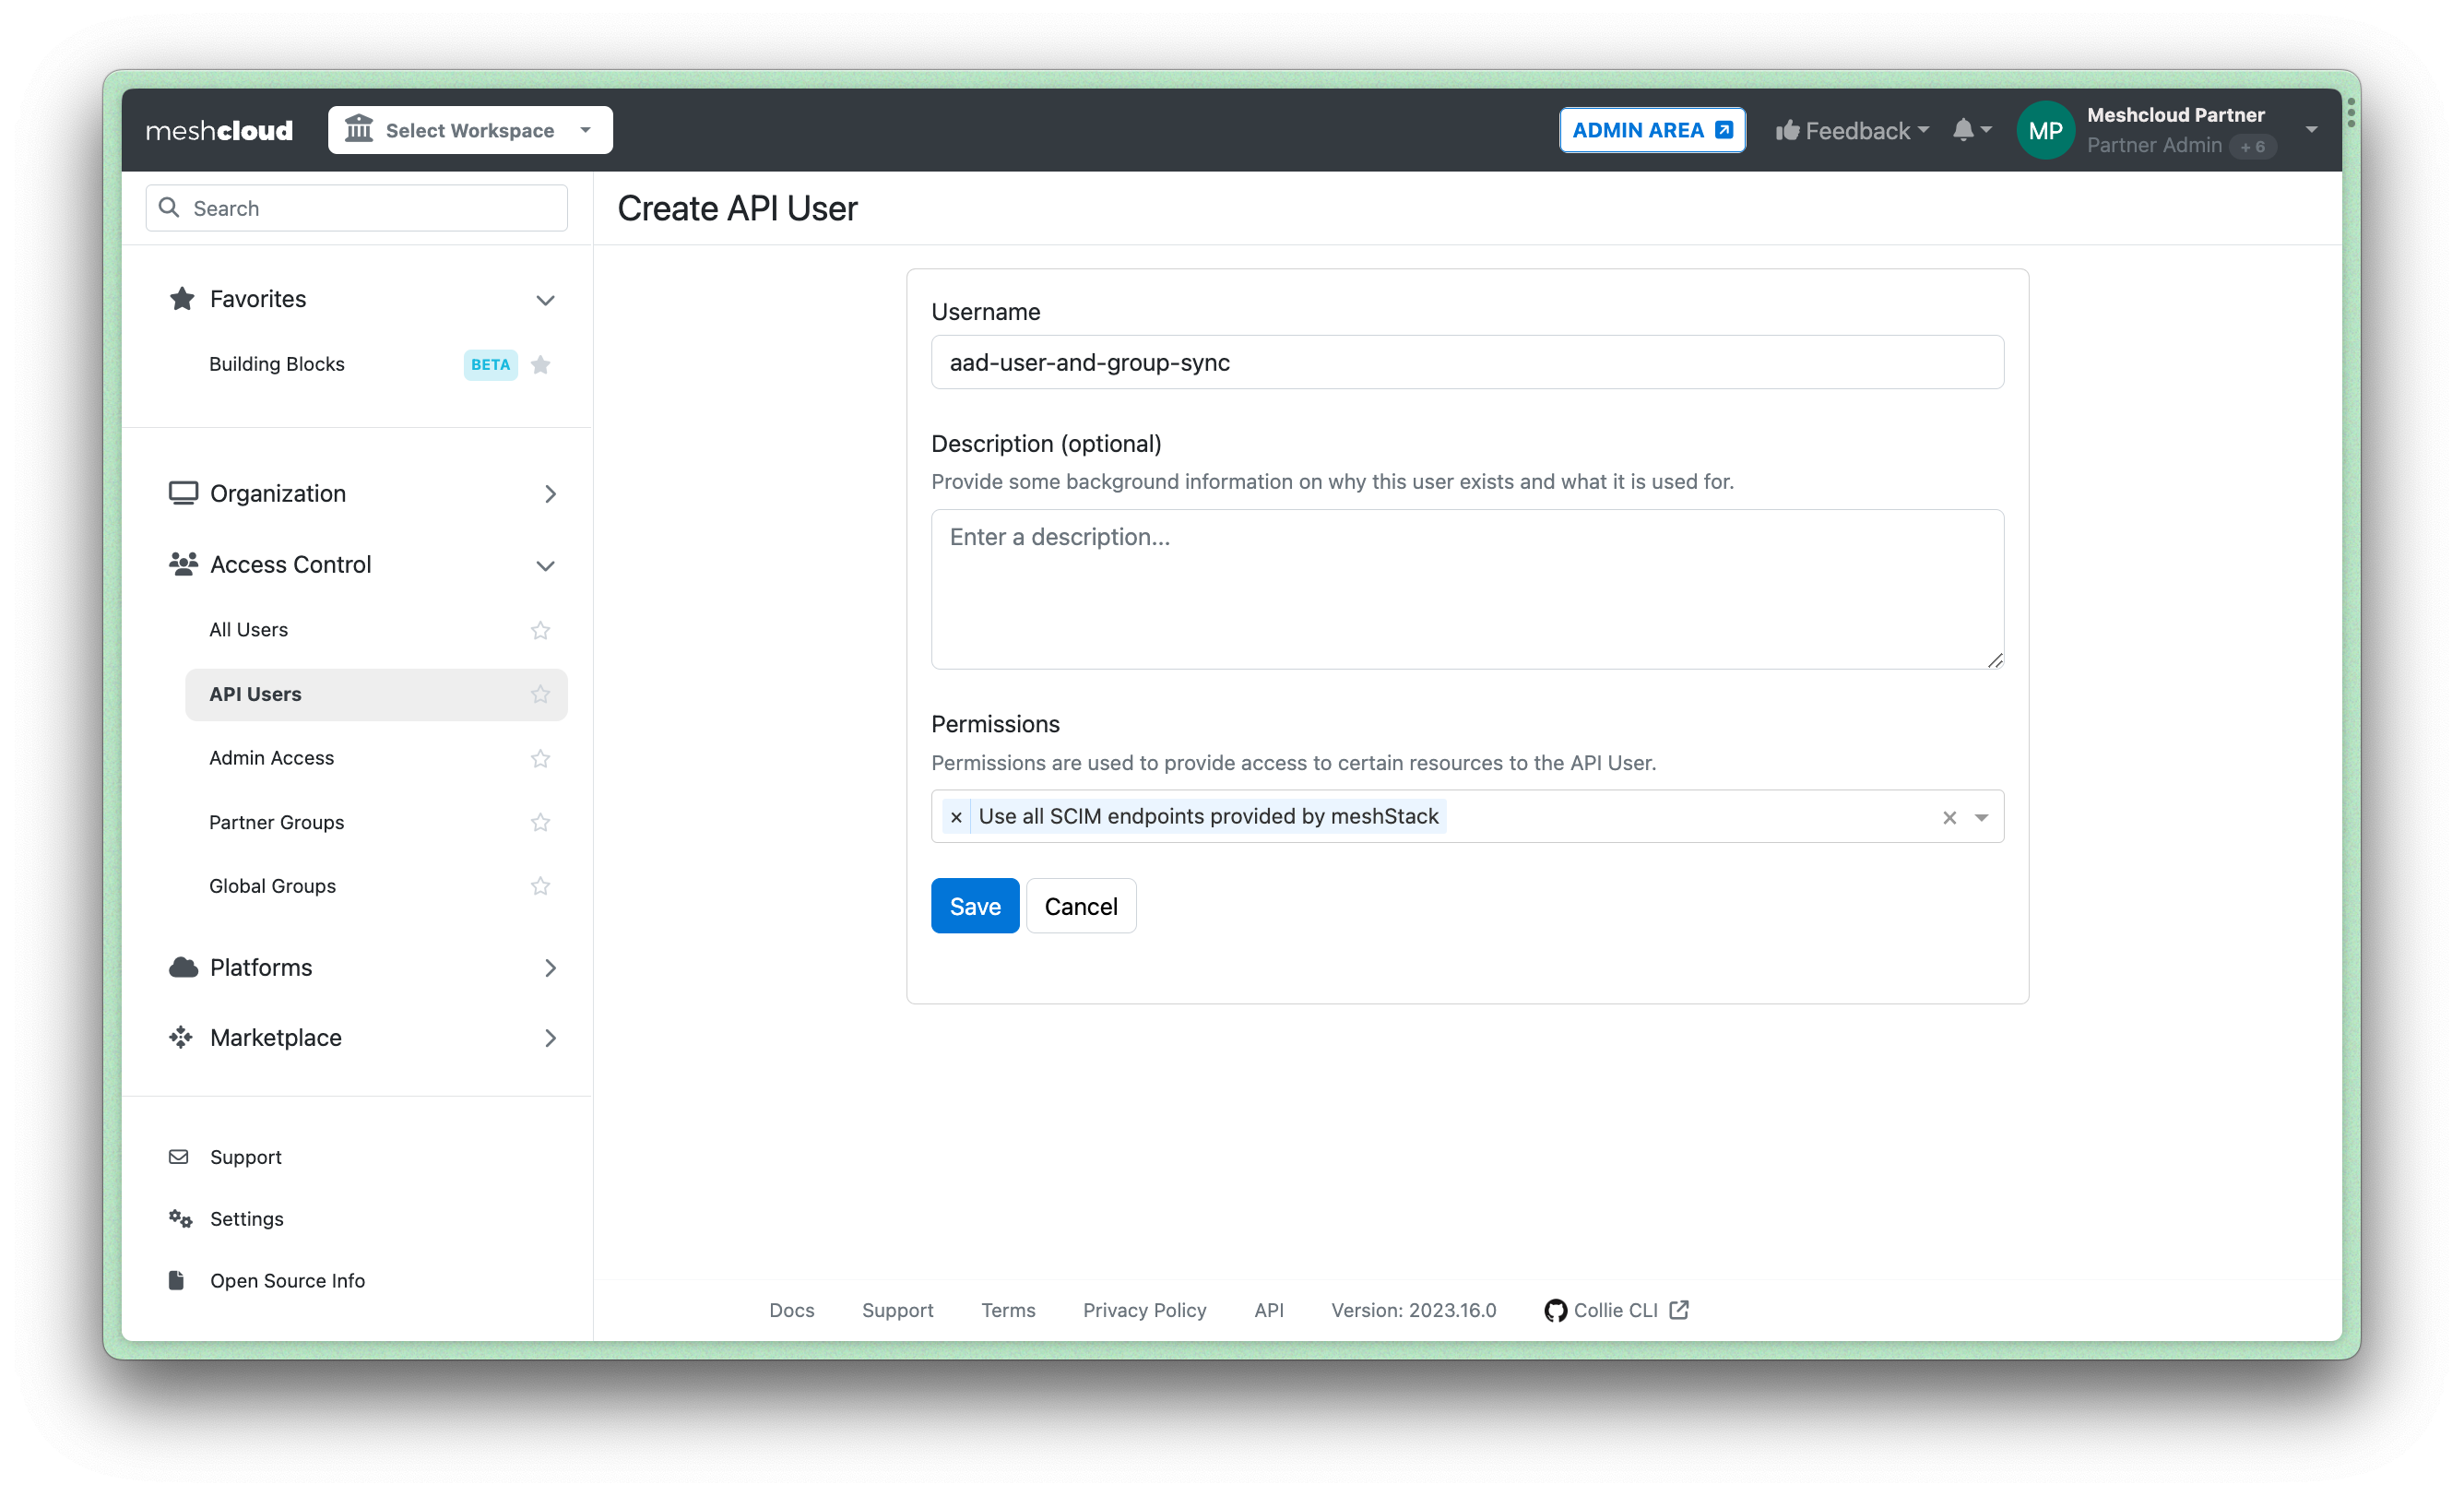 meshcloud
Select Workspace
ADMIN AREA
Feedback
MP
Meshcloud Partner
Partner Admin + 6
Search
Create API User
Favorites
Building Blocks BETA
Organization
Access Control
All Users
API Users
Admin Access
Partner Groups
Global Groups
Platforms
Marketplace
Support
Settings
Open Source Info
Username
aad-user-and-group-sync
Description (optional)
Provide some background information on why this user exists and what it is used for.
Enter a description...
Permissions
Permissions are used to provide access to certain resources to the API User.
× Use all SCIM endpoints provided by meshStack ×
Save Cancel
Docs Support Terms Privacy Policy API Version: 2023.16.0 Collie CLI